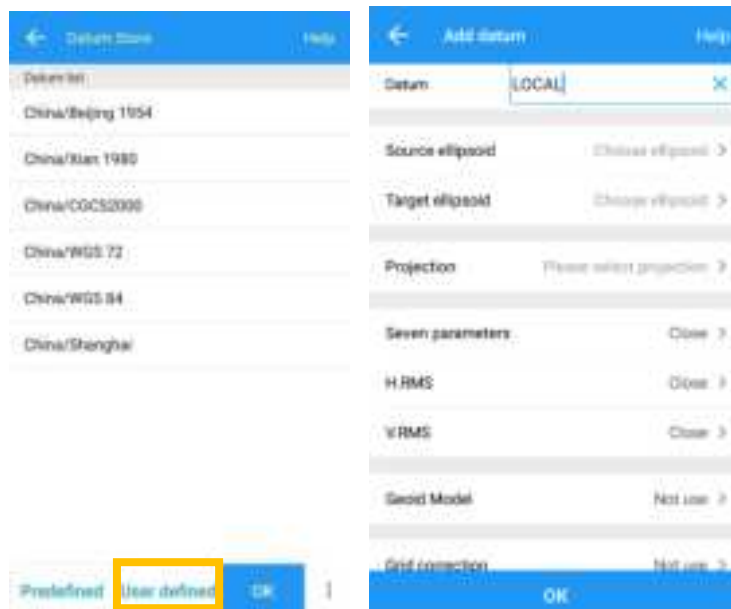 Datum Store
Help
Datum list
China/Beijing 1954
China/Xian 1980
China/CGCS2000
China/WGS 72
China/WGS 84
China/Shanghai
Predefined
User defined
OK
Add datum
Help
Datum
LOCAL
Source ellipsoid
Choose ellipsoid
Target ellipsoid
Choose ellipsoid
Projection
Please select projection
Seven parameters
Close
H.RMS
Close
V.RMS
Close
Geoid Model
Not use
Grid correction
Not use
OK